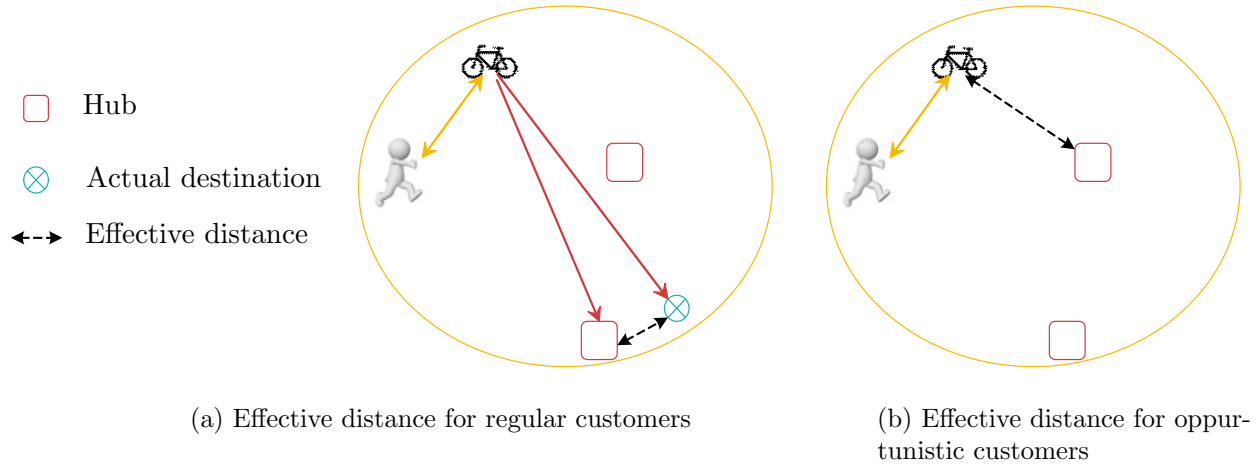 Hub
Actual destination
Effective distance
(a) Effective distance for regular customers
(b) Effective distance for oppur-
tunistic customers